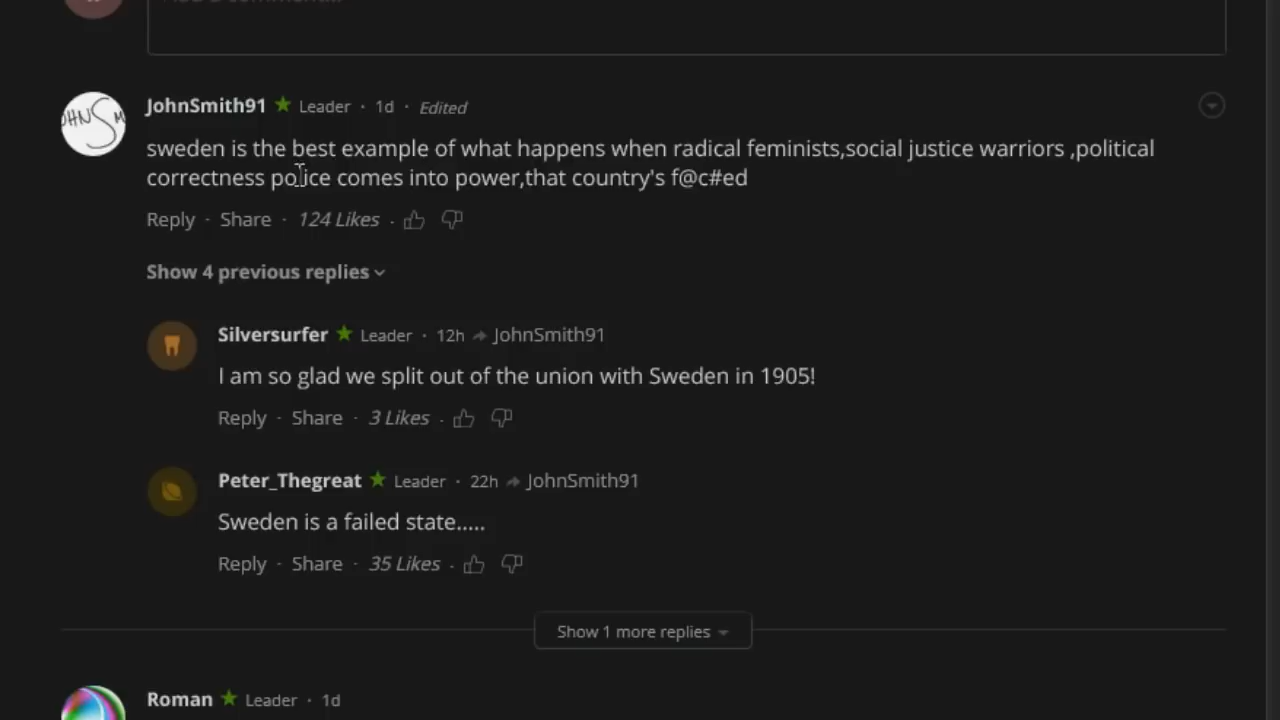 JohnSmith91 ★ Leader · 1d · Edited
sweden is the best example of what happens when radical feminists,social justice warriors ,political
correctness police comes into power,that country's f@c#ed
Reply · Share · 124 Likes ·
Show 4 previous replies
Silversurfer ★ Leader · 12h JohnSmith91
I am so glad we split out of the union with Sweden in 1905!
Reply · Share · 3 Likes ·
Peter_Thegreat ★ Leader · 22h JohnSmith91
Sweden is a failed state.....
Reply · Share · 35 Likes ·
Show 1 more replies
Roman ★ Leader · 1d